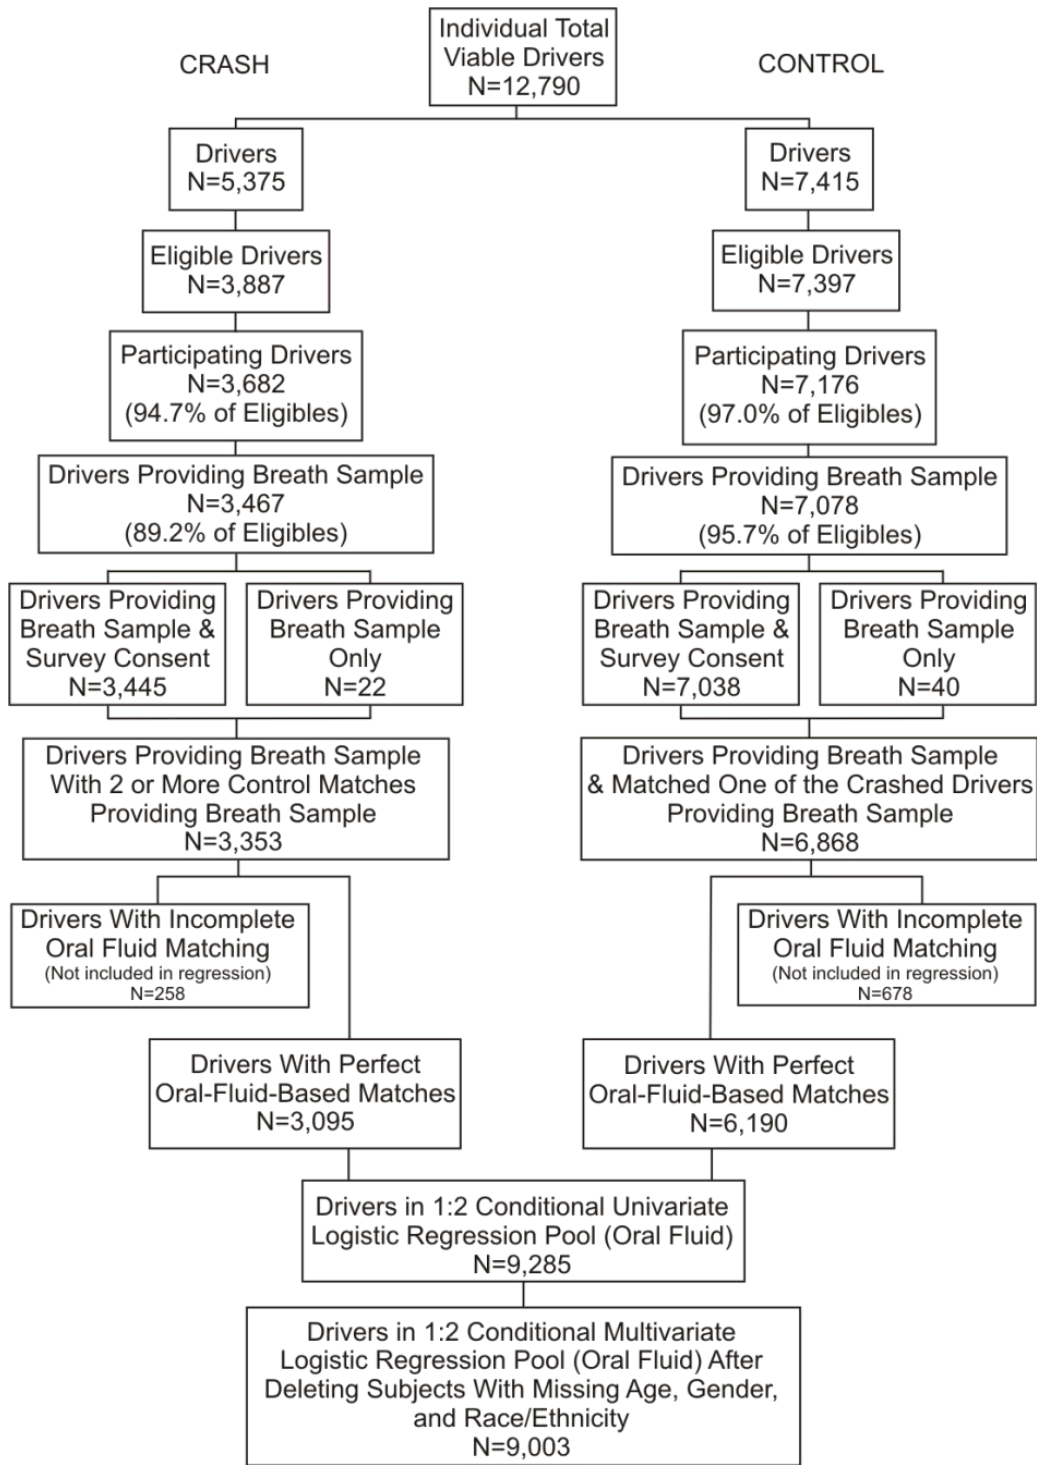 Individual Total
Viable Drivers
N=12,790
CRASH
CONTROL
Drivers
N=5,375
Drivers
N=7,415
Eligible Drivers
N=3,887
Eligible Drivers
N=7,397
Participating Drivers
N=3,682
(94.7% of Eligibles)
Participating Drivers
N=7,176
(97.0% of Eligibles)
Drivers Providing Breath Sample
N=3,467
(89.2% of Eligibles)
Drivers Providing Breath Sample
N=7,078
(95.7% of Eligibles)
Drivers Providing
Breath Sample &
Survey Consent
N=3,445
Drivers Providing
Breath Sample
Only
N=22
Drivers Providing
Breath Sample &
Survey Consent
N=7,038
Drivers Providing
Breath Sample
Only
N=40
Drivers Providing Breath Sample
With 2 or More Control Matches
Providing Breath Sample
N=3,353
Drivers Providing Breath Sample
& Matched One of the Crashed Drivers
Providing Breath Sample
N=6,868
Drivers With Incomplete
Oral Fluid Matching
(Not included in regression)
N=258
Drivers With Incomplete
Oral Fluid Matching
(Not included in regression)
N=678
Drivers With Perfect
Oral-Fluid-Based Matches
N=3,095
Drivers With Perfect
Oral-Fluid-Based Matches
N=6,190
Drivers in 1:2 Conditional Univariate
Logistic Regression Pool (Oral Fluid)
N=9,285
Drivers in 1:2 Conditional Multivariate
Logistic Regression Pool (Oral Fluid) After
Deleting Subjects With Missing Age, Gender,
and Race/Ethnicity
N=9,003